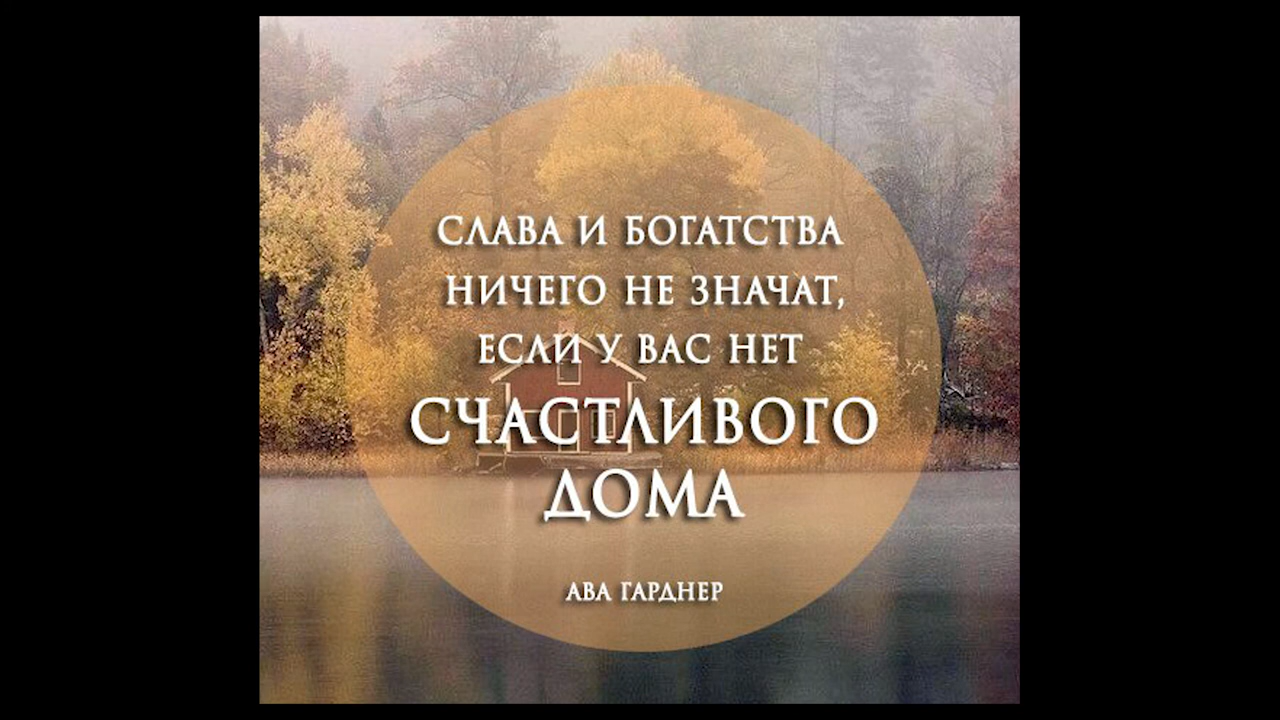 СЛАВА И БОГАТСТВА
НИЧЕГО НЕ ЗНАЧАТ,
ЕСЛИ У ВАС НЕТ
СЧАСТЛИВОГО
ДОМА
АВА ГАРДНЕР